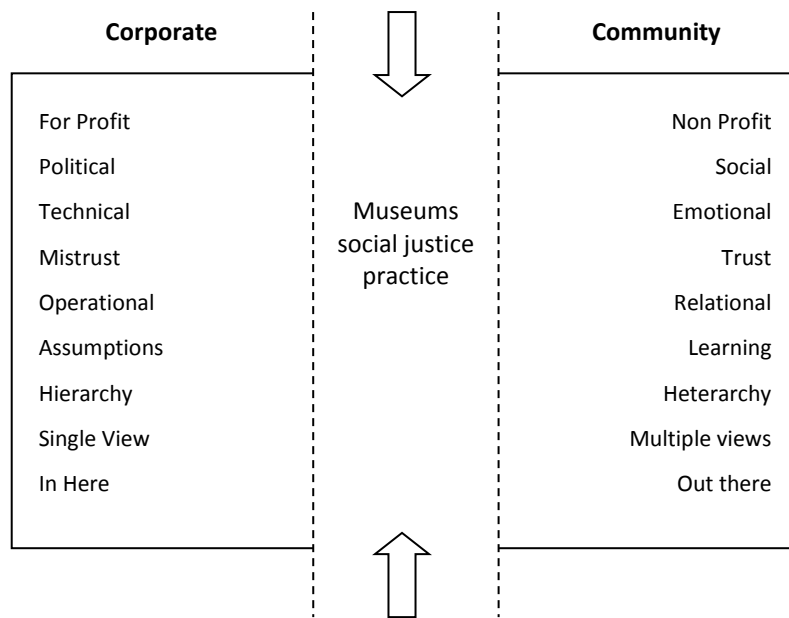 Corporate
Community
For Profit
Political
Technical
Mistrust
Operational
Assumptions
Hierarchy
Single View
In Here
Museums
social justice
practice
Non Profit
Social
Emotional
Trust
Relational
Learning
Heterarchy
Multiple views
Out there